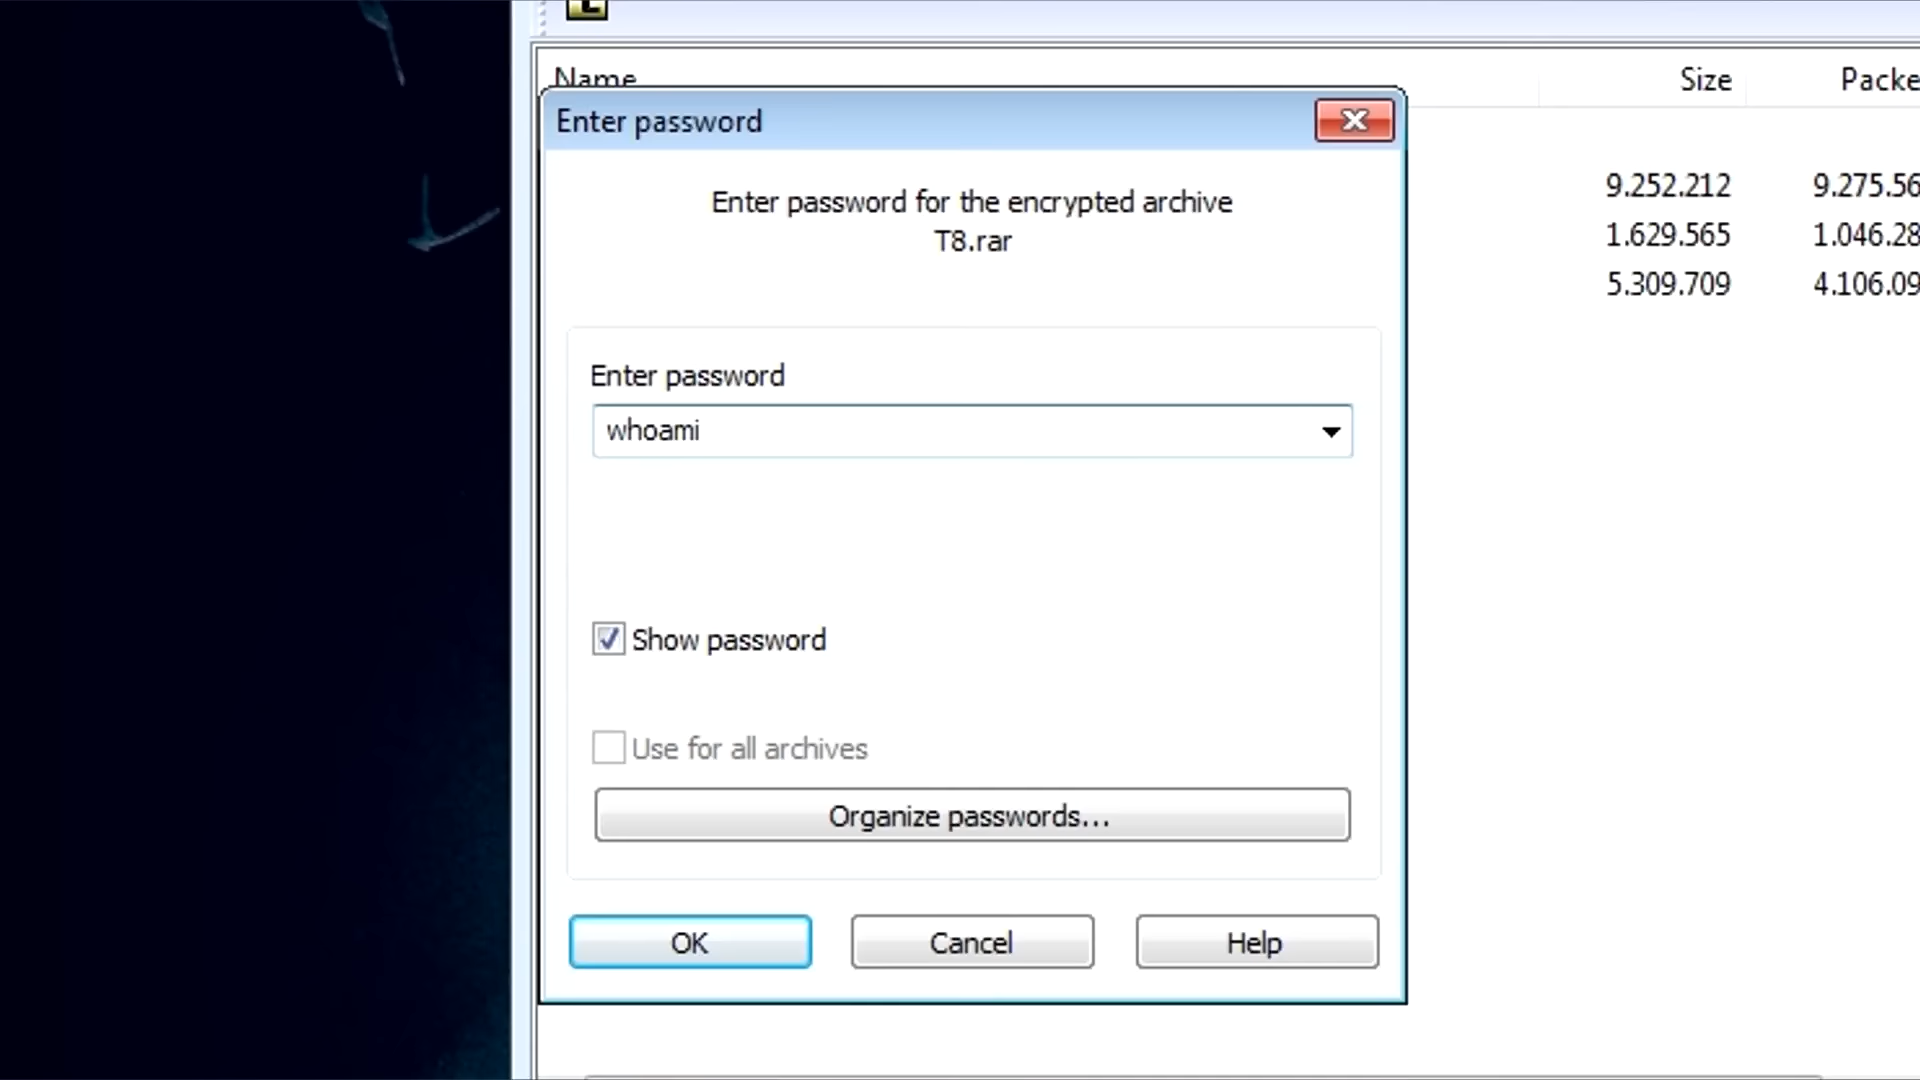 Name Size
Enter password
Enter password for the encrypted archive
T8.rar
9.252.212 9.275.56
1.629.565 1.046.28
5.309.709 4.106.09
Enter password
whoami
Show password
Use for all archives
Organize passwords...
OK Cancel Help